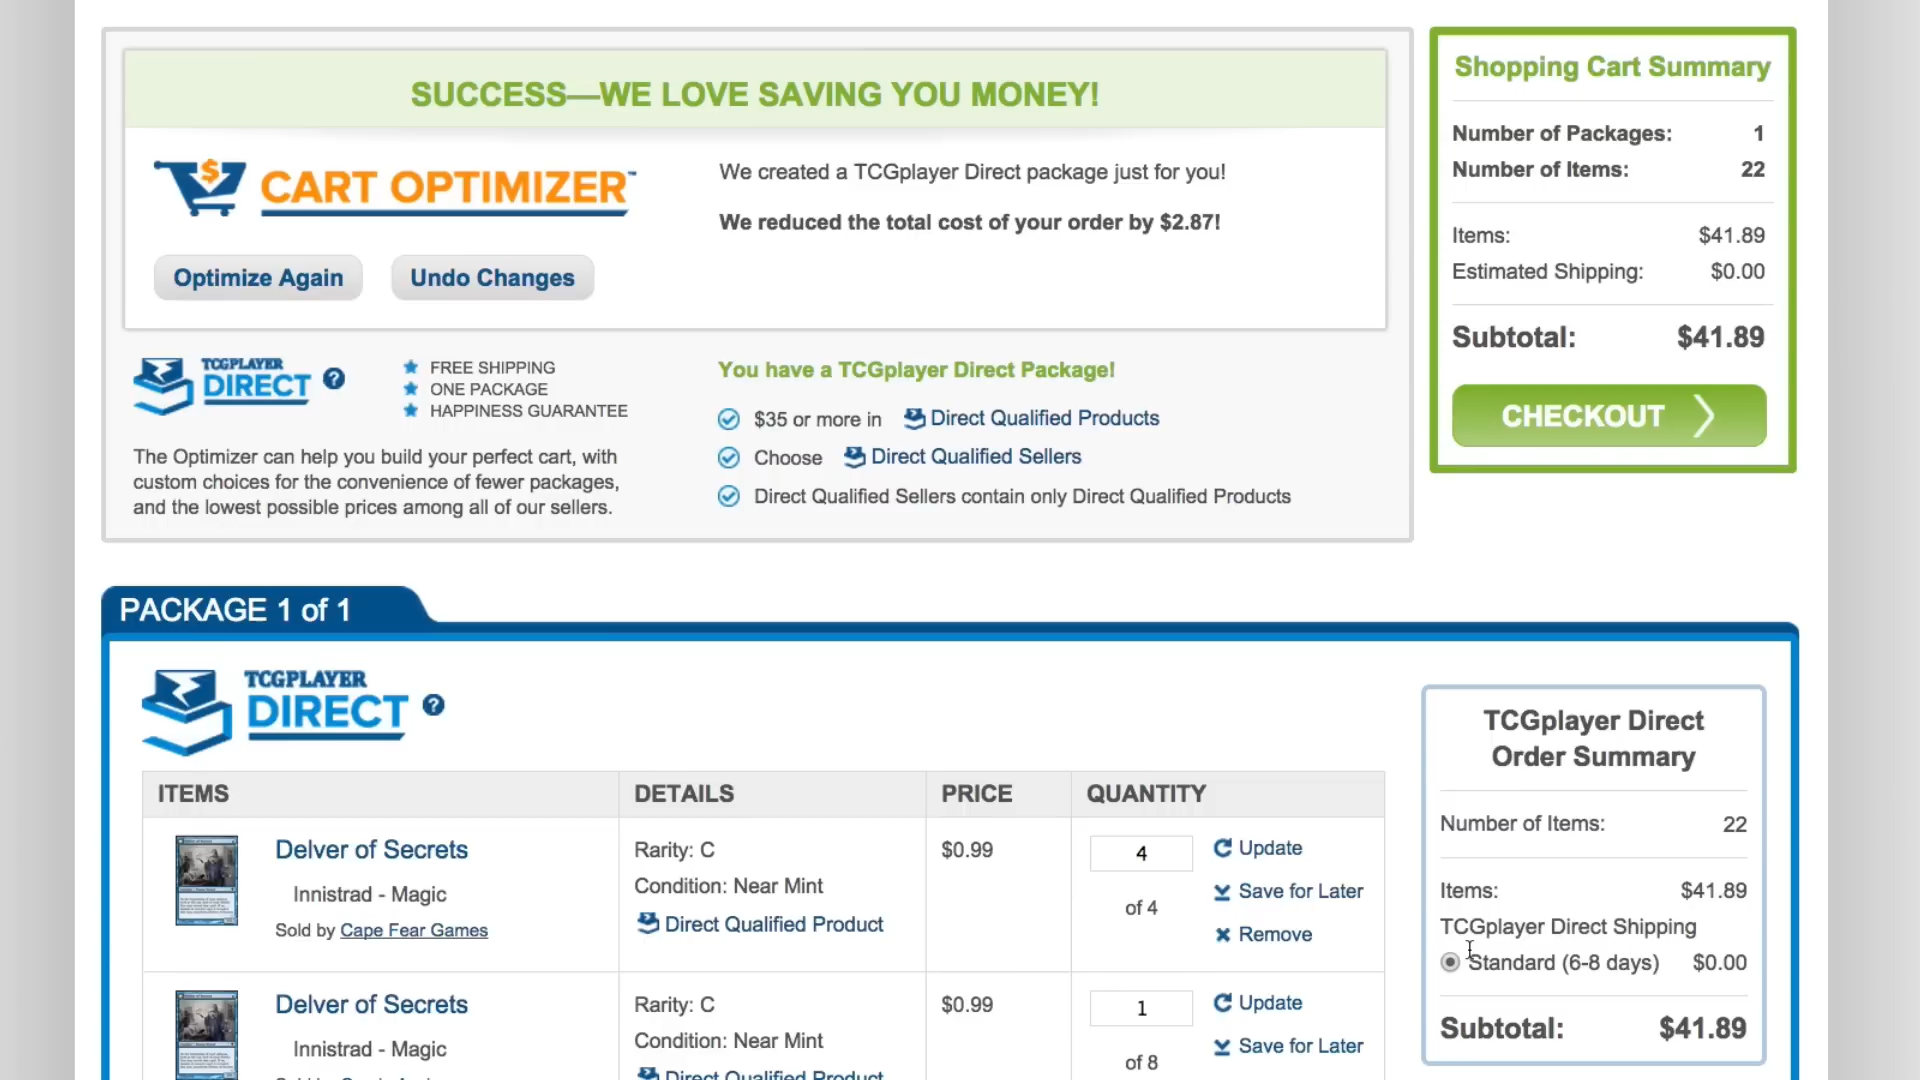 SUCCESS—WE LOVE SAVING YOU MONEY!
$
CART OPTIMIZER™
We created a TCGplayer Direct package just for you!
We reduced the total cost of your order by $2.87!
Optimize Again
Undo Changes
TCGPLAYER
DIRECT
?
FREE SHIPPING
ONE PACKAGE
HAPPINESS GUARANTEE
The Optimizer can help you build your perfect cart, with
custom choices for the convenience of fewer packages,
and the lowest possible prices among all of our sellers.
You have a TCGplayer Direct Package!
$35 or more in Direct Qualified Products
Choose Direct Qualified Sellers
Direct Qualified Sellers contain only Direct Qualified Products
Shopping Cart Summary
Number of Packages: 1
Number of Items: 22
Items: $41.89
Estimated Shipping: $0.00
Subtotal: $41.89
CHECKOUT
PACKAGE 1 of 1
TCGPLAYER
DIRECT
?
ITEMS DETAILS PRICE QUANTITY
Delver of Secrets
Innistrad - Magic
Sold by Cape Fear Games
Rarity: C
Condition: Near Mint
Direct Qualified Product
$0.99
4
of 4
Update
Save for Later
Remove
Delver of Secrets
Innistrad - Magic
Rarity: C
Condition: Near Mint
Direct Qualified Product
$0.99
1
of 8
Update
Save for Later
TCGplayer Direct
Order Summary
Number of Items: 22
Items: $41.89
TCGplayer Direct Shipping
Standard (6-8 days) $0.00
Subtotal: $41.89